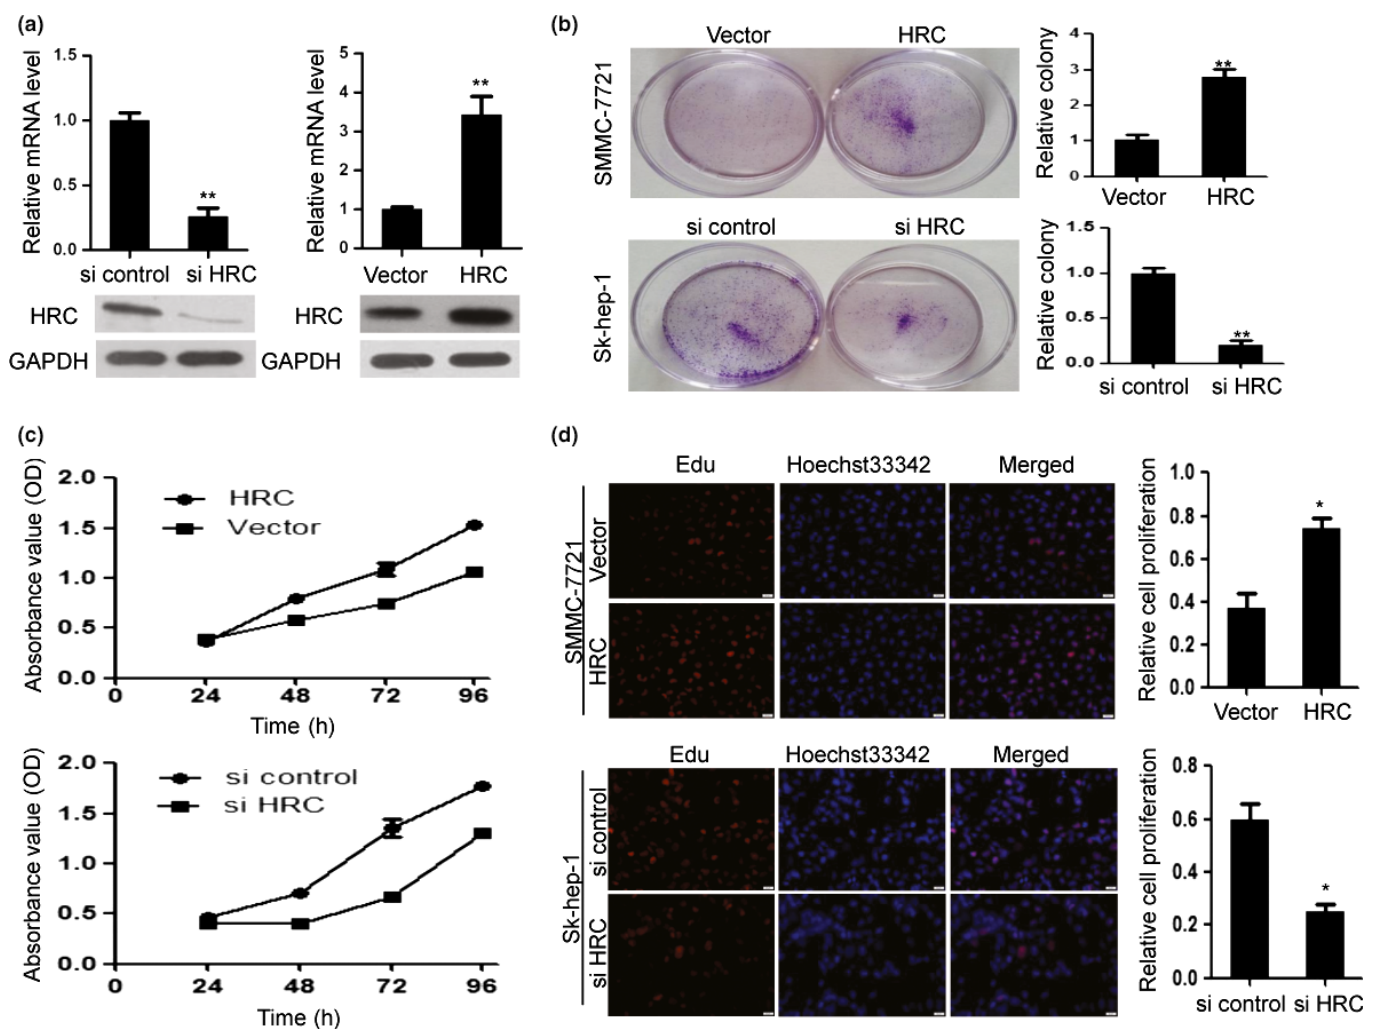 (a)
Relative mRNA level
1.5
1.0
0.5
0.0
**
si control si HRC
Relative mRNA level
5
4
3
2
1
0
**
Vector HRC
HRC
GAPDH
HRC
GAPDH
(b)
Vector HRC
SMMC-7721
si control si HRC
Sk-hep-1
Relative colony
4
3
2
1
0
**
Vector HRC
Relative colony
1.5
1.0
0.5
0.0
**
si control si HRC
(c)
Absorbance value (OD)
2.0
1.5
1.0
0.5
0.0
HRC
Vector
0 24 48 72 96
Time (h)
Absorbance value (OD)
2.0
1.5
1.0
0.5
0.0
si control
si HRC
0 24 48 72 96
Time (h)
(d)
Edu Hoechst33342 Merged
SMMC-7721
Vector
HRC
Relative cell proliferation
1.0
0.8
0.6
0.4
0.2
0.0
*
Vector HRC
Edu Hoechst33342 Merged
Sk-hep-1
si control
si HRC
Relative cell proliferation
0.8
0.6
0.4
0.2
0.0
*
si control si HRC